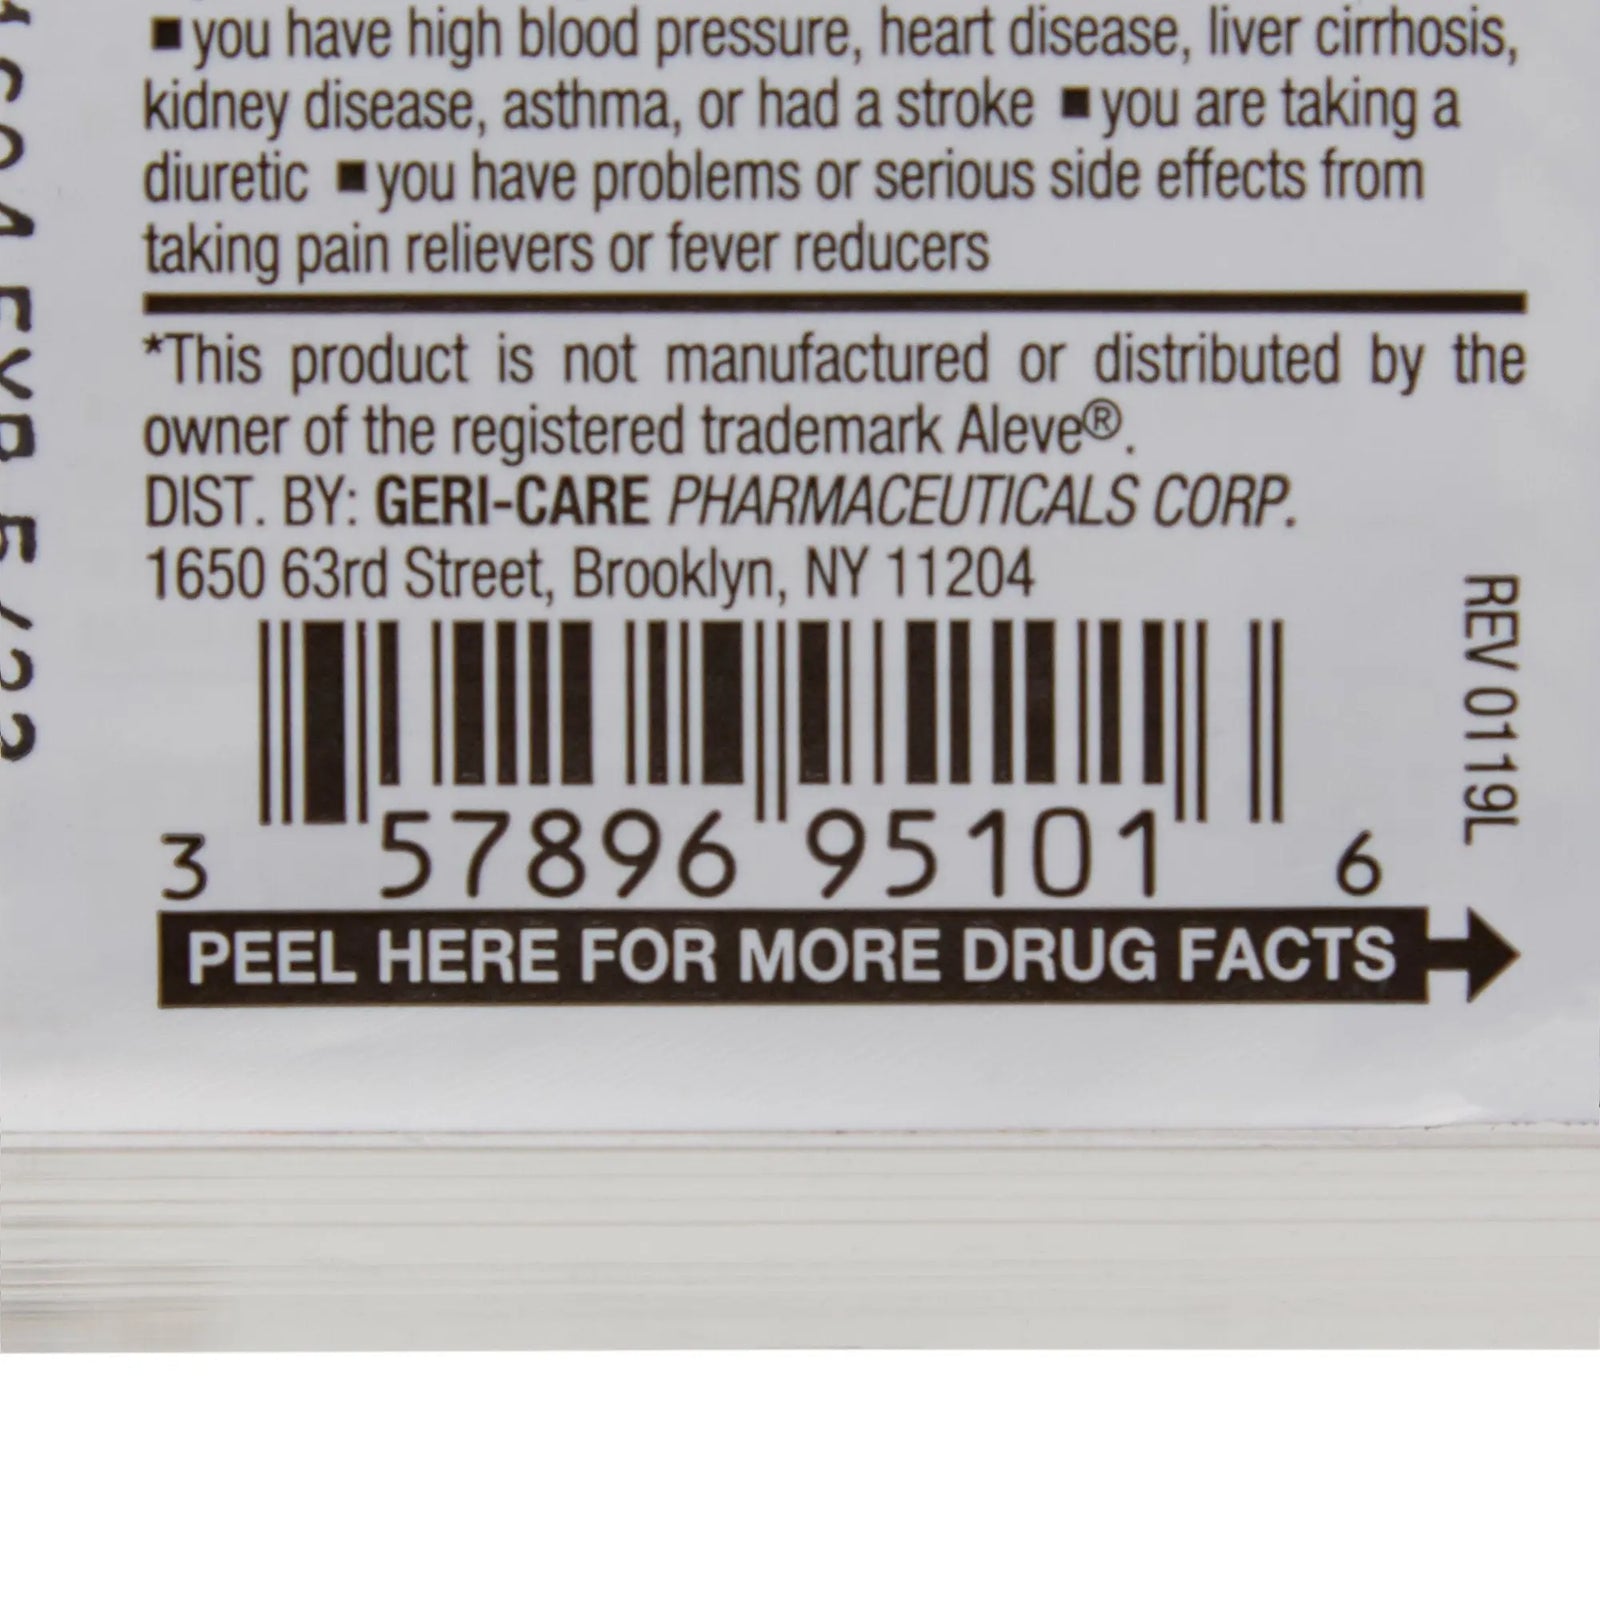 ■ you have high blood pressure, heart disease, liver cirrhosis,
kidney disease, asthma, or had a stroke ■ you are taking a
diuretic ■ you have problems or serious side effects from
taking pain relievers or fever reducers
*This product is not manufactured or distributed by the
owner of the registered trademark Aleve®.
DIST. BY: GERI-CARE PHARMACEUTICALS CORP.
1650 63rd Street, Brooklyn, NY 11204
REV 0119L
3 57896 95101 6
PEEL HERE FOR MORE DRUG FACTS